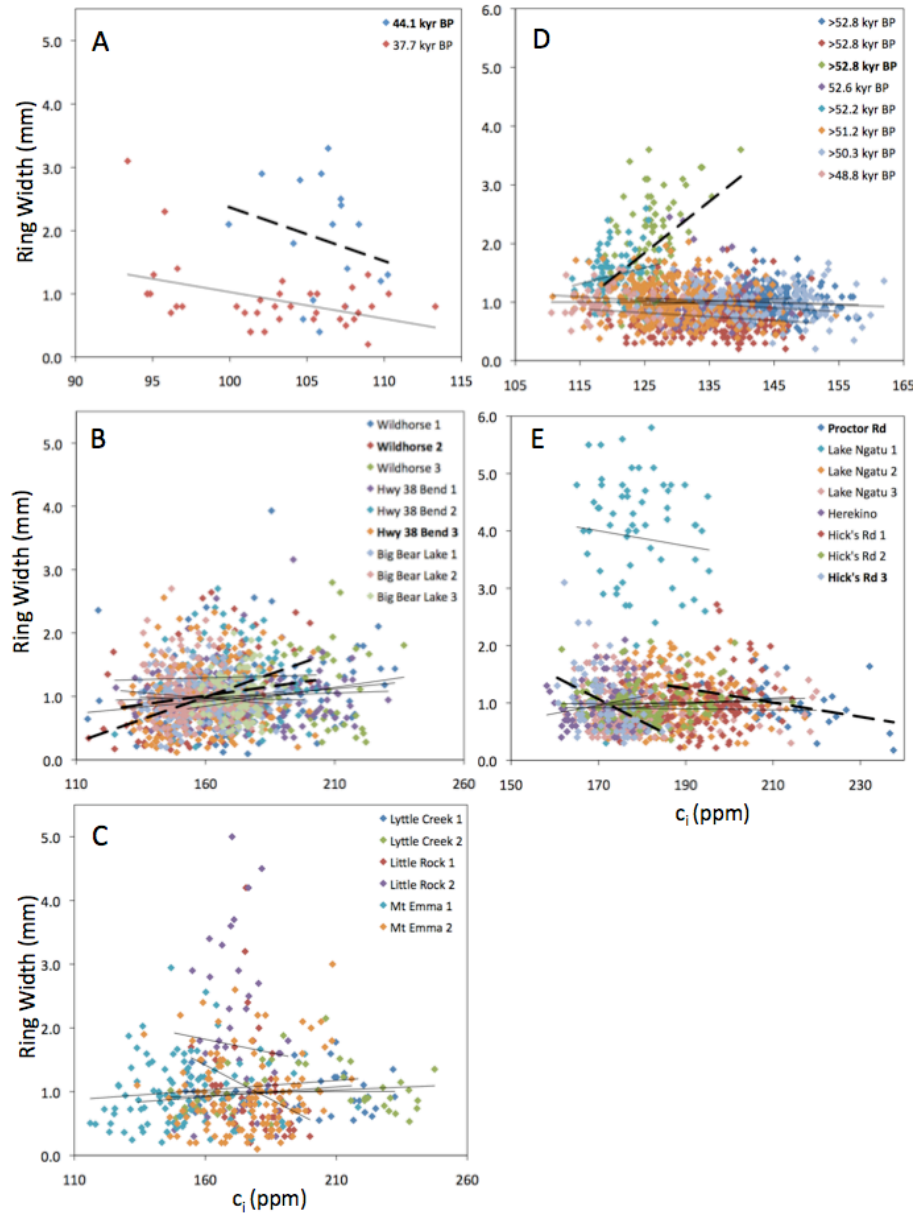 A
44.1 kyr BP
37.7 kyr BP
5.0
4.0
3.0
2.0
1.0
0.0
Ring Width (mm)
90 95 100 105 110 115
D
>52.8 kyr BP
>52.8 kyr BP
>52.8 kyr BP
52.6 kyr BP
>52.2 kyr BP
>51.2 kyr BP
>50.3 kyr BP
>48.8 kyr BP
6.0
5.0
4.0
3.0
2.0
1.0
0.0
105 115 125 135 145 155 165
B
Wildhorse 1
Wildhorse 2
Wildhorse 3
Hwy 38 Bend 1
Hwy 38 Bend 2
Hwy 38 Bend 3
Big Bear Lake 1
Big Bear Lake 2
Big Bear Lake 3
5.0
4.0
3.0
2.0
1.0
0.0
Ring Width (mm)
110 160 210 260
E
Proctor Rd
Lake Ngatu 1
Lake Ngatu 2
Lake Ngatu 3
Herekino
Hick's Rd 1
Hick's Rd 2
Hick's Rd 3
6.0
5.0
4.0
3.0
2.0
1.0
0.0
150 170 190 210 230
ci (ppm)
C
Lyttle Creek 1
Lyttle Creek 2
Little Rock 1
Little Rock 2
Mt Emma 1
Mt Emma 2
5.0
4.0
3.0
2.0
1.0
0.0
Ring Width (mm)
110 160 210 260
ci (ppm)